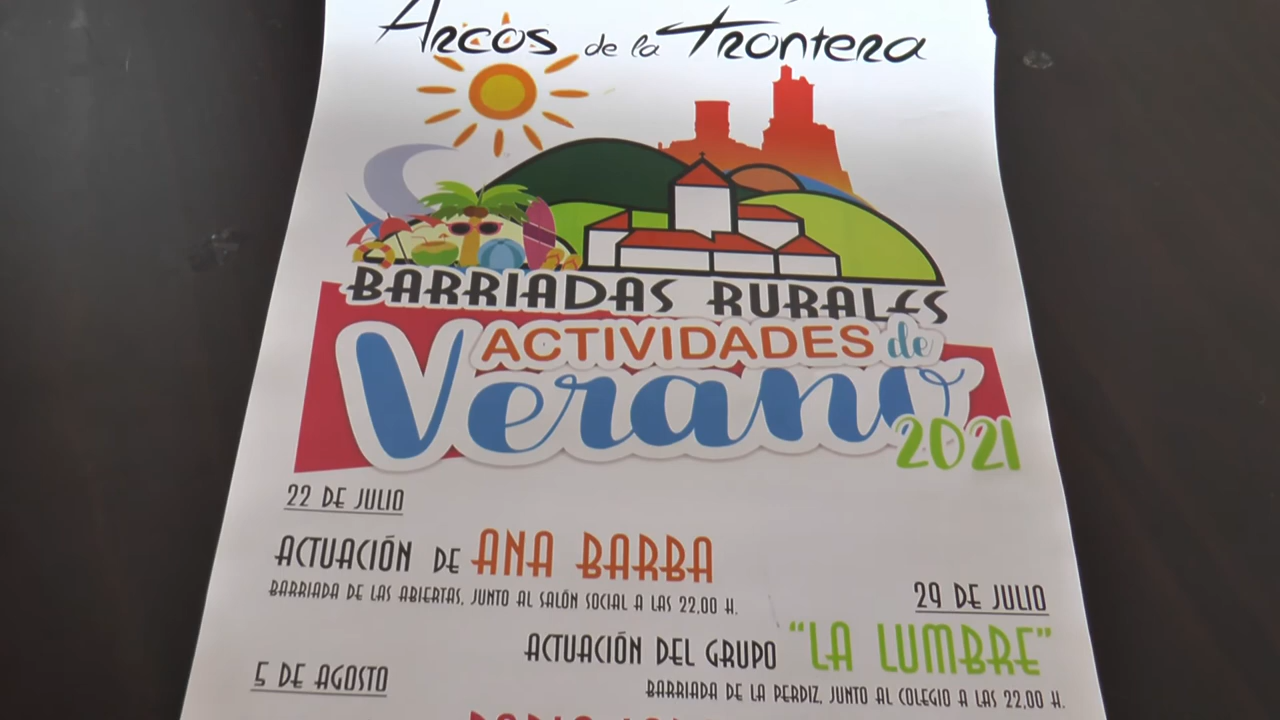 Arcos de la Frontera
BARRIADAS RURALES
ACTIVIDADES de
Verano
2021
22 DE JULIO
ACTUACIÓN DE ANA BARBA
BARRIADA DE LAS ABIERTAS, JUNTO AL SALÓN SOCIAL A LAS 22,00 H.
29 DE JULIO
ACTUACIÓN DEL GRUPO "LA LUMBRE"
BARRIADA DE LA PERDIZ, JUNTO AL COLEGIO A LAS 22,00 H.
5 DE AGOSTO